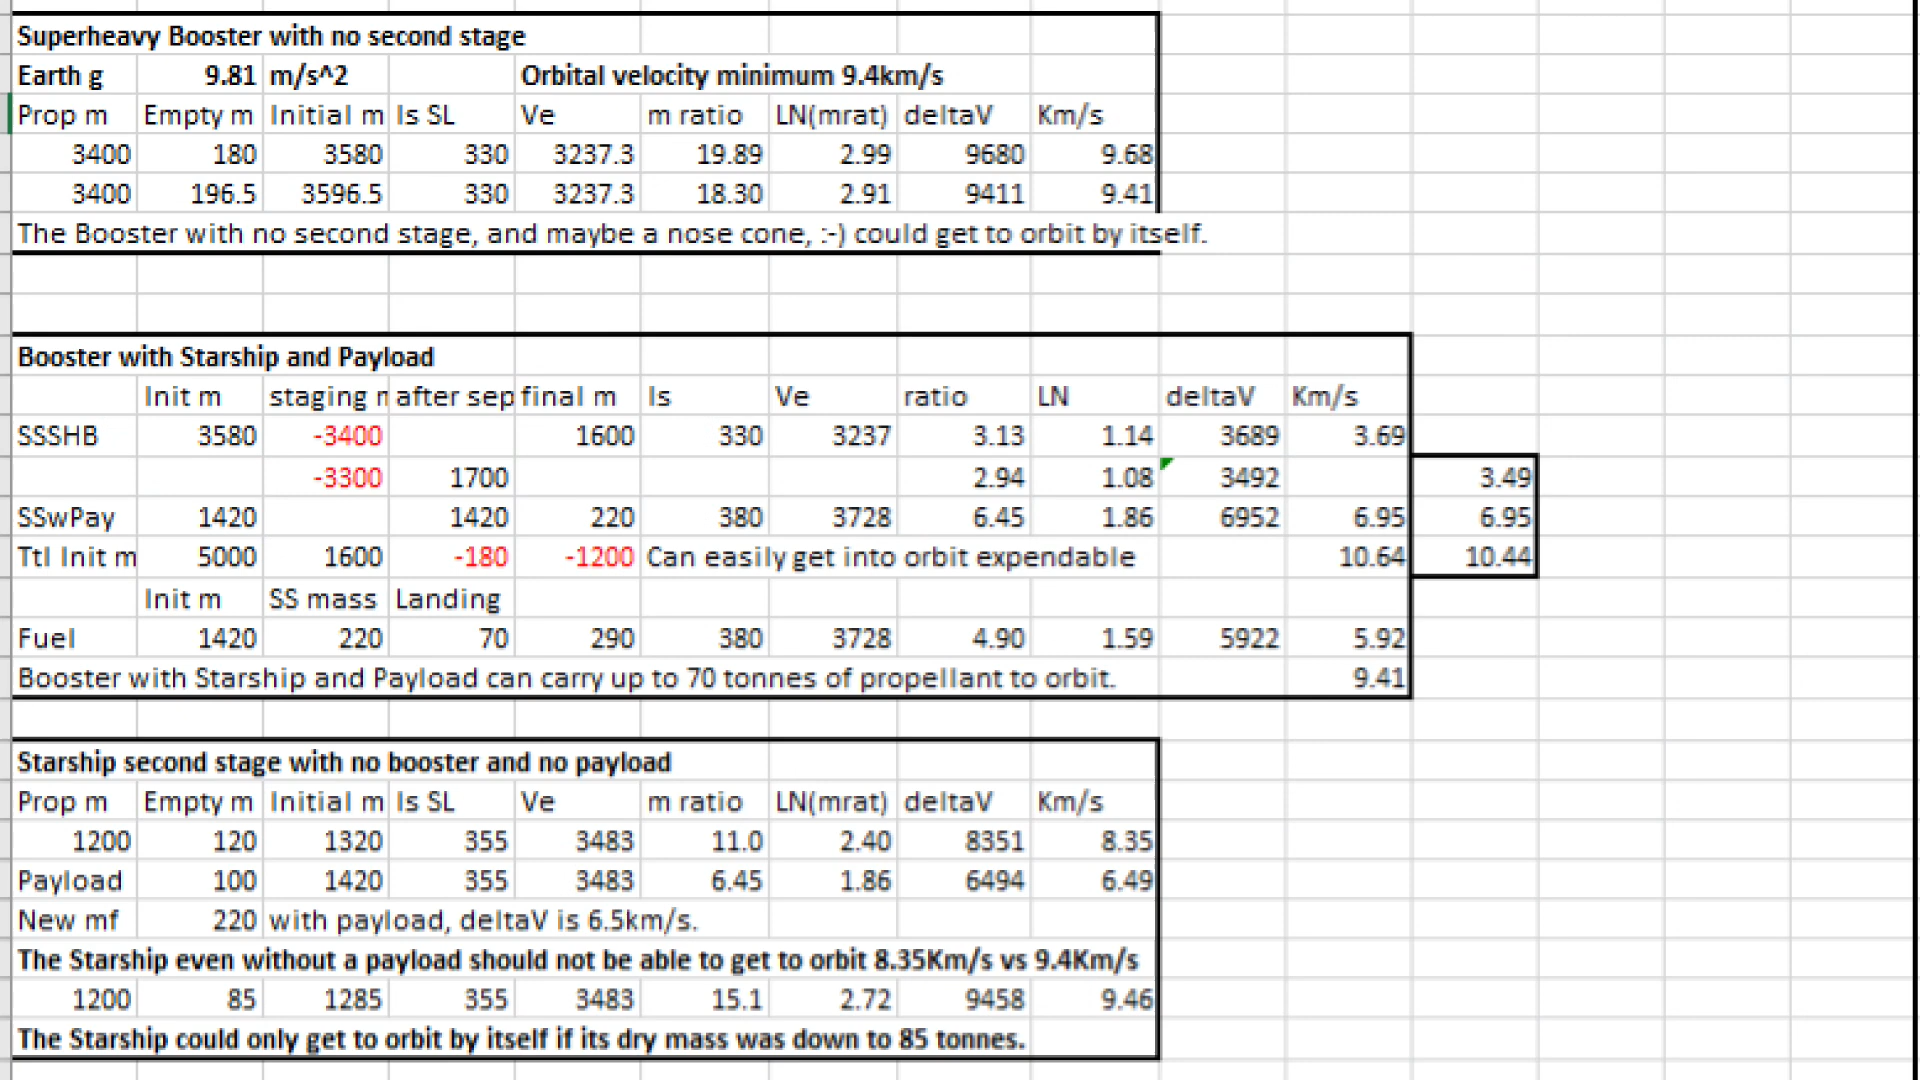 Superheavy Booster with no second stage
Earth g 9.81 m/s^2 Orbital velocity minimum 9.4km/s
Prop m Empty m Initial m Is SL Ve m ratio LN(mrat) deltaV Km/s
3400 180 3580 330 3237.3 19.89 2.99 9680 9.68
3400 196.5 3596.5 330 3237.3 18.30 2.91 9411 9.41
The Booster with no second stage, and maybe a nose cone, :-) could get to orbit by itself.
Booster with Starship and Payload
Init m staging after sep final m Is Ve ratio LN deltaV Km/s
SSSHB 3580 -3400 1600 330 3237 3.13 1.14 3689 3.69
-3300 1700 2.94 1.08 3492 3.49
SSwPay 1420 1420 220 380 3728 6.45 1.86 6952 6.95 6.95
Ttl Init m 5000 1600 -180 -1200 Can easily get into orbit expendable 10.64 10.44
Init m SS mass Landing
Fuel 1420 220 70 290 380 3728 4.90 1.59 5922 5.92
Booster with Starship and Payload can carry up to 70 tonnes of propellant to orbit. 9.41
Starship second stage with no booster and no payload
Prop m Empty m Initial m Is SL Ve m ratio LN(mrat) deltaV Km/s
1200 120 1320 355 3483 11.0 2.40 8351 8.35
Payload 100 1420 355 3483 6.45 1.86 6494 6.49
New mf 220 with payload, deltaV is 6.5km/s.
The Starship even without a payload should not be able to get to orbit 8.35Km/s vs 9.4Km/s
1200 85 1285 355 3483 15.1 2.72 9458 9.46
The Starship could only get to orbit by itself if its dry mass was down to 85 tonnes.